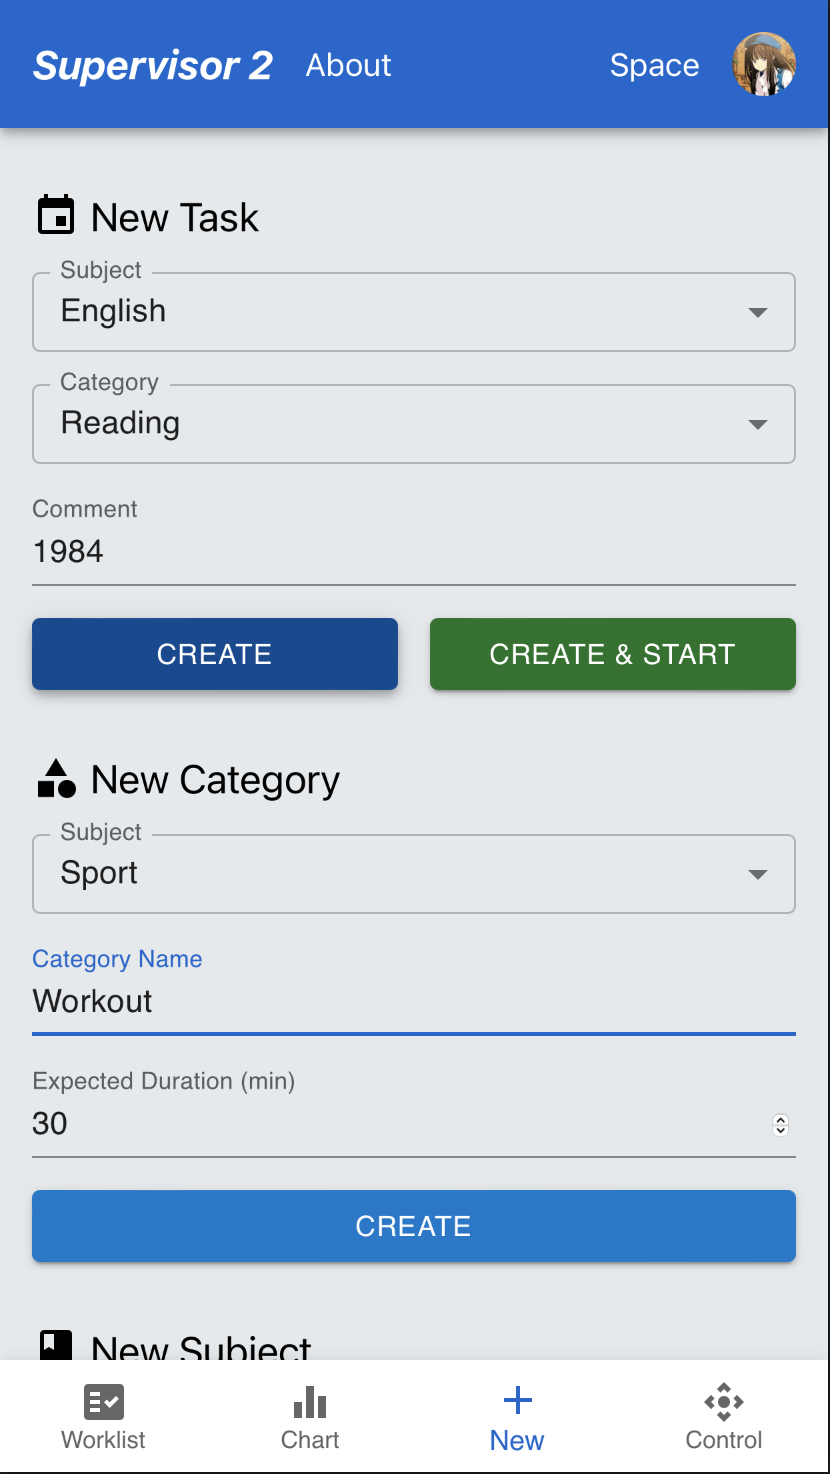 Supervisor 2 About Space
New Task
Subject
English
Category
Reading
Comment
1984
CREATE CREATE & START
New Category
Subject
Sport
Category Name
Workout
Expected Duration (min)
30
CREATE
New Subject
Worklist Chart New Control